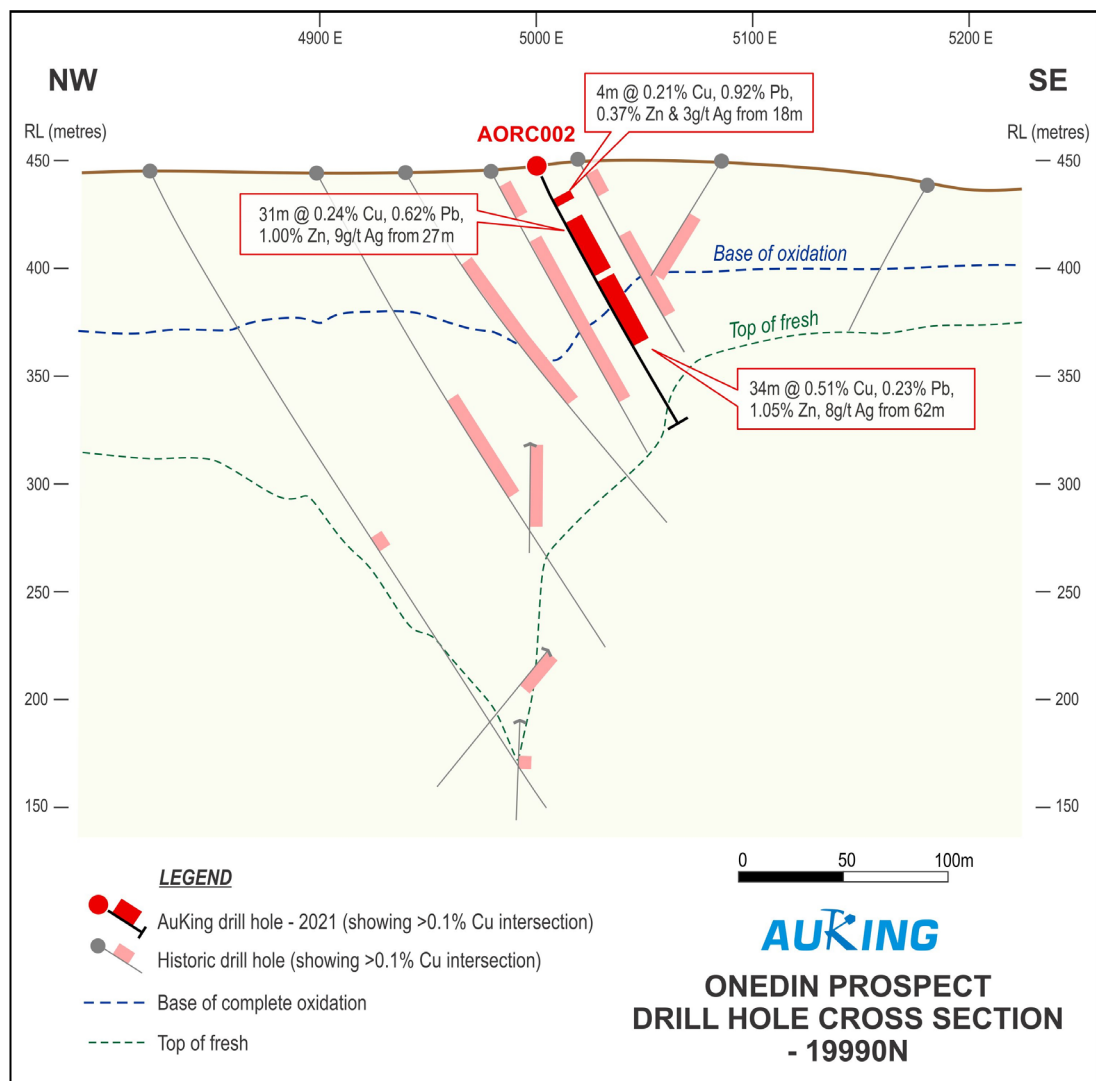 4900 E
5000 E
5100 E
5200 E
NW
SE
RL (metres)
RL (metres)
4m @ 0.21% Cu, 0.92% Pb,
0.37% Zn & 3g/t Ag from 18m
AORC002
450
450
31m @ 0.24% Cu, 0.62% Pb,
1.00% Zn, 9g/t Ag from 27m
Base of oxidation
400
400
Top of fresh
350
350
34m @ 0.51% Cu, 0.23% Pb,
1.05% Zn, 8g/t Ag from 62m
300
300
250
250
200
200
150
150
0 50 100m
LEGEND
AuKing drill hole - 2021 (showing >0.1% Cu intersection)
Historic drill hole (showing >0.1% Cu intersection)
Base of complete oxidation
Top of fresh
AUKING
ONEDIN PROSPECT
DRILL HOLE CROSS SECTION
- 19990N